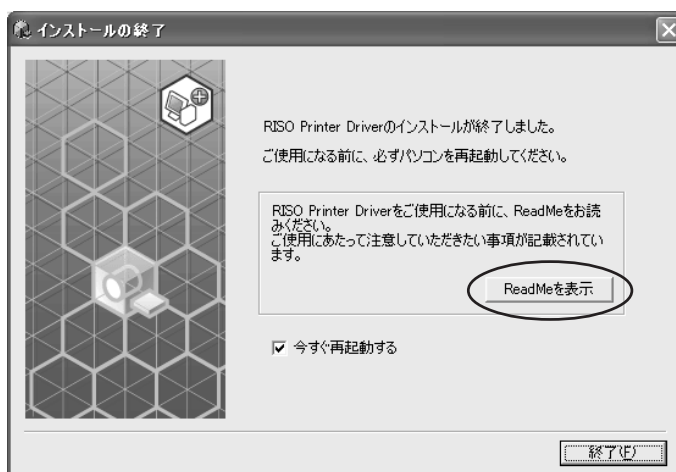 インストールの終了
RISO Printer Driverのインストールが終了しました。
ご使用になる前に、必ずパソコンを再起動してください。
RISO Printer Driverをご使用になる前に、ReadMeをお読
みください。
ご使用にあたって注意していただきたい事項が記載されてい
ます。
ReadMeを表示
今すぐ再起動する
終了(F)